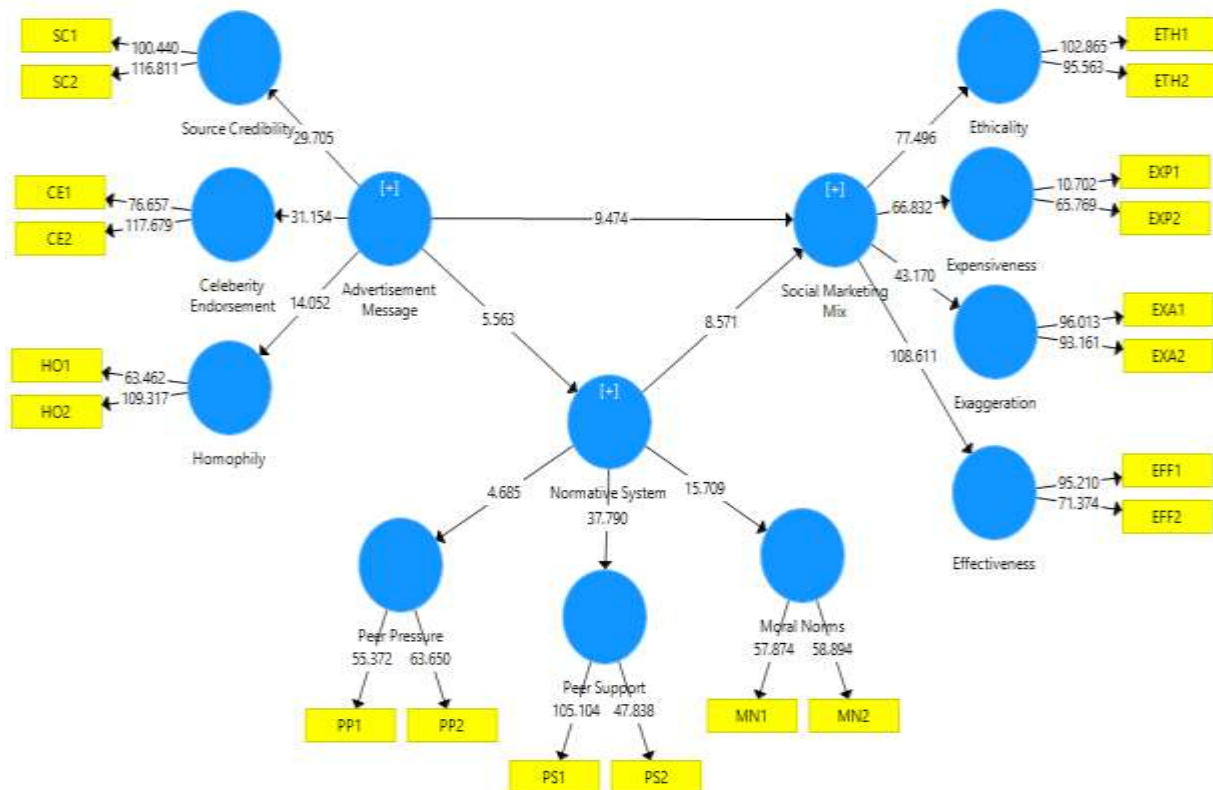 SC1
100.440
SC2
116.811
Source Credibility
29.705
CE1
76.657
CE2
117.679
Celeberity
Endorsement
31.154
[+]
Advertisement
Message
14.052
HO1
63.462
HO2
109.317
Homophily
9.474
5.563
8.571
[+]
Social Marketing
Mix
77.496
66.832
43.170
108.611
Ethicality
102.865
ETH1
95.563
ETH2
Expensiveness
10.702
EXP1
65.769
EXP2
Exaggeration
96.013
EXA1
93.161
EXA2
Effectiveness
95.210
EFF1
71.374
EFF2
[+]
Normative System
4.685
37.790
15.709
Peer Pressure
55.372
63.650
PP1
PP2
Peer Support
105.104
47.838
PS1
PS2
Moral Norms
57.874
58.894
MN1
MN2